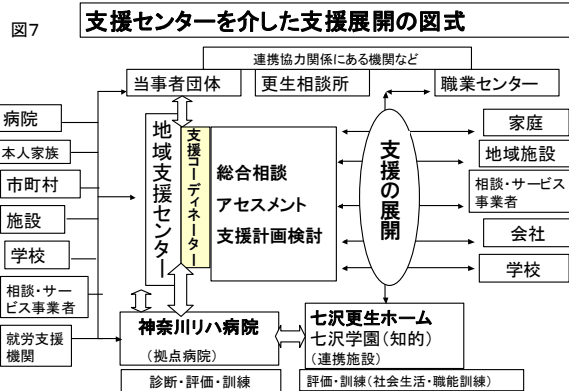 図7
支援センターを介した支援展開の図式
連携協力関係にある機関など
当事者団体
更生相談所
職業センター
病院
本人家族
市町村
施設
学校
相談・サー
ビス事業者
就労支援
機関
地域支援センター
支援コーディネーター
総合相談
アセスメント
支援計画検討
支援の展開
家庭
地域施設
相談・サービス
事業者
会社
学校
神奈川リハ病院
(拠点病院)
診断・評価・訓練
七沢更生ホーム
七沢学園(知的)
(連携施設)
評価・訓練(社会生活・職能訓練)